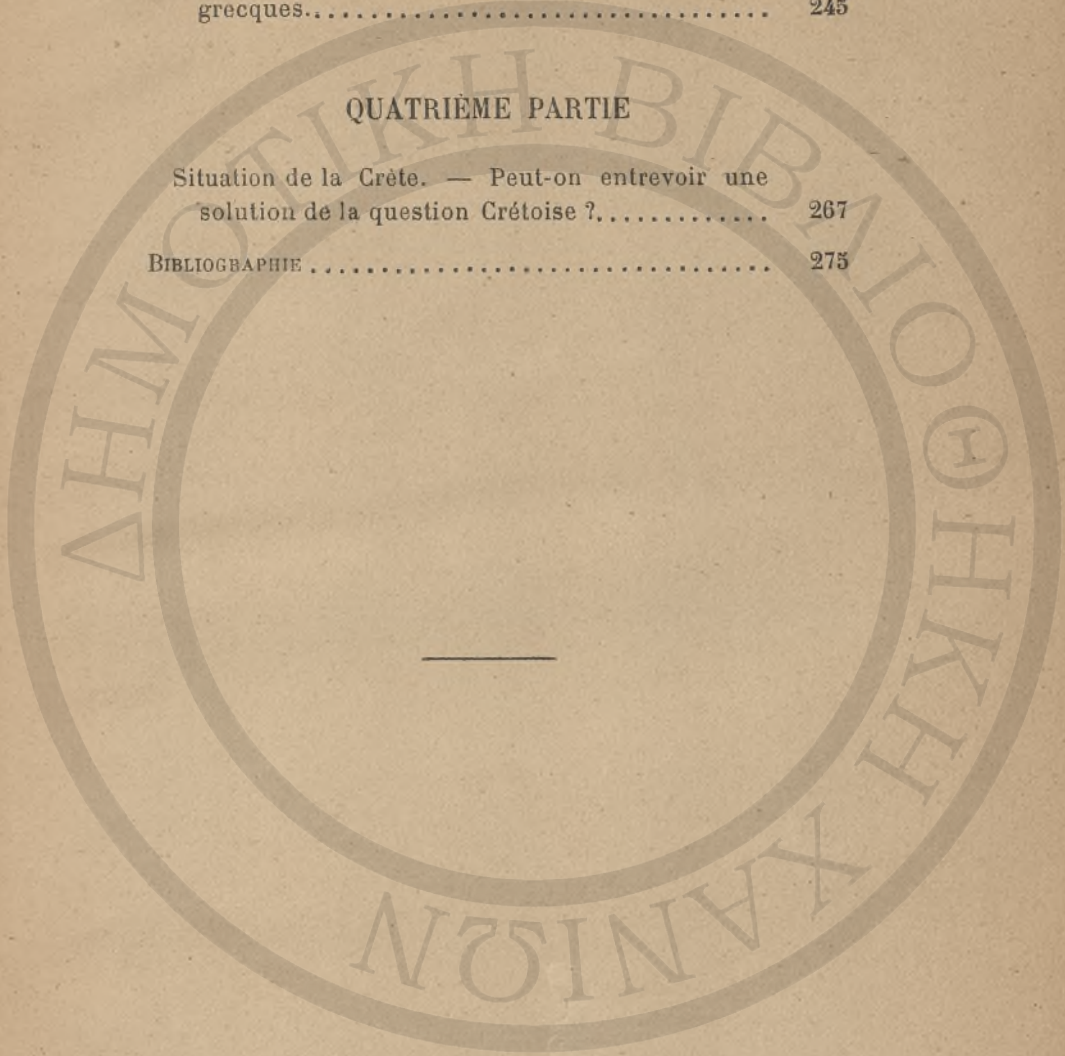 grecques.................................... 245
QUATRIÈME PARTIE
Situation de la Crète. — Peut-on entrevoir une
solution de la question Crétoise ?............. 267
BIBLIOGRAPHIE .................................. 275
ΔΗΜΟΤΙΚΗ ΒΙΒΛΙΟΘΗΚΗ ΧΑΝΙΩΝ